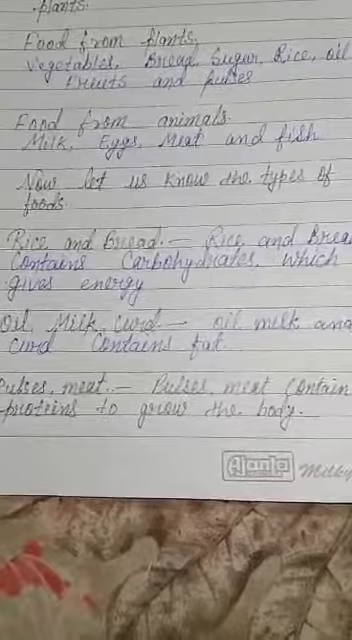 plants.
Food from plants.
Vegetables, Bread, Sugar, Rice, oil
Fruits and pulses
Food from animals.
Milk, Eggs, Meat and fish
Now let us know the types of
foods.
Rice and Bread. — Rice and Bread
Contains Carbohydrates, which
gives energy
Oil, Milk, Curd. — oil milk and
curd Contains fat.
Pulses, meat. — Pulses, meat Contain
proteins to grow the body.
Ajanta Milky